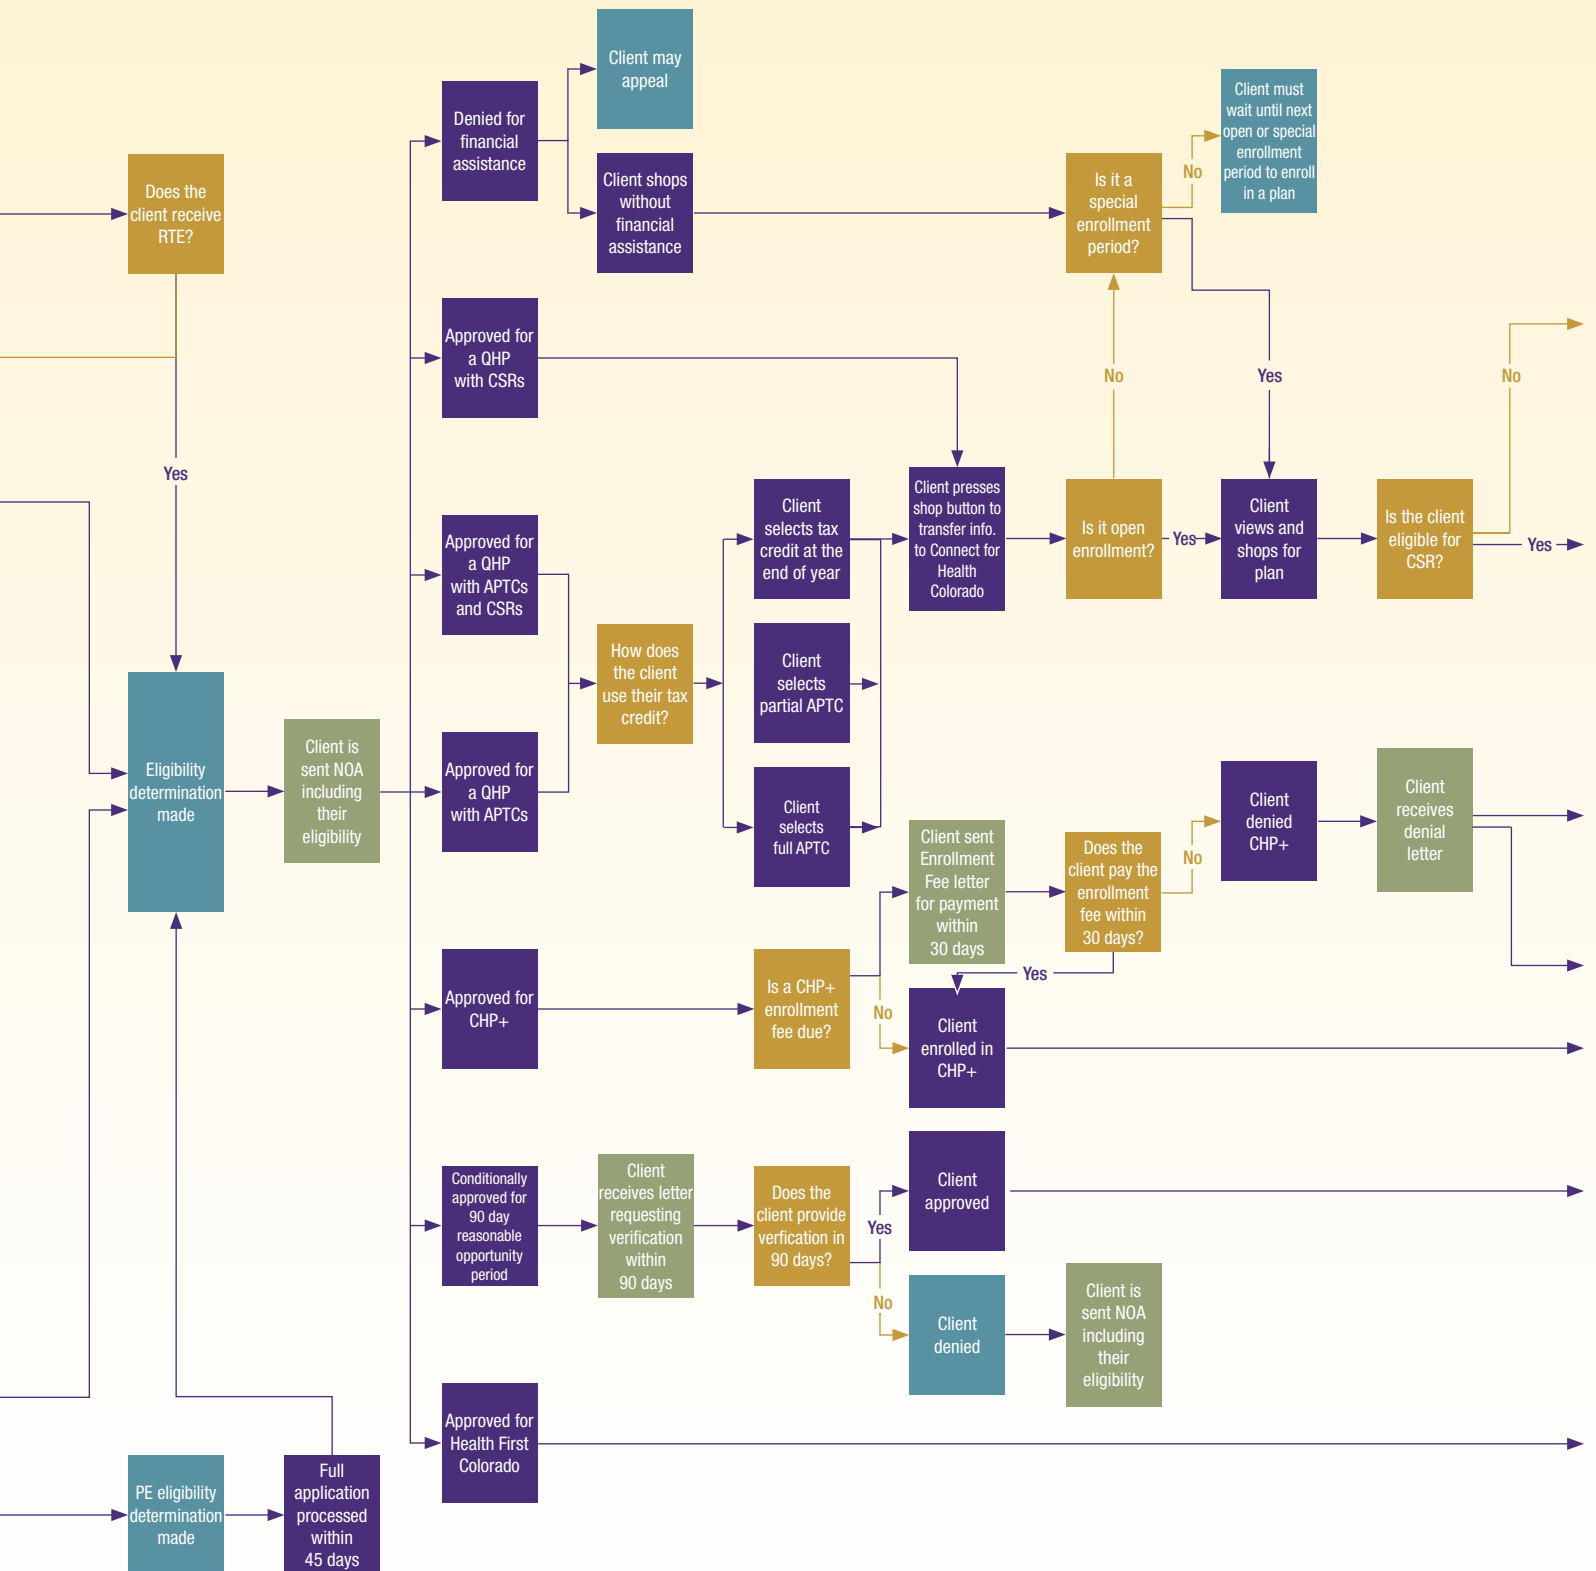 Does the
client receive
RTE?
Yes
Eligibility
determination
made
Client is
sent NOA
including
their
eligibility
PE eligibility
determination
made
Full
application
processed
within
45 days
Denied for
financial
assistance
Client may
appeal
Client shops
without
financial
assistance
Approved for
a QHP
with CSRs
Approved for
a QHP
with APTCs
and CSRs
Approved for
a QHP
with APTCs
How does
the client
use their tax
credit?
Client
selects tax
credit at the
end of year
Client
selects
partial APTC
Client
selects
full APTC
Client presses
shop button to
transfer info.
to Connect for
Health
Colorado
Is it open
enrollment?
No
Yes
Is it a
special
enrollment
period?
No
Client must
wait until next
open or special
enrollment
period to enroll
in a plan
Yes
Client
views and
shops for
plan
Is the client
eligible for
CSR?
No
Yes
Approved for
CHP+
Is a CHP+
enrollment
fee due?
No
Client sent
Enrollment
Fee letter
for payment
within
30 days
Does the
client pay the
enrollment
fee within
30 days?
No
Yes
Client
denied
CHP+
Client
receives
denial
letter
Client
enrolled in
CHP+
Conditionally
approved for
90 day
reasonable
opportunity
period
Client
receives letter
requesting
verification
within
90 days
Does the
client provide
verfication in
90 days?
Yes
No
Client
approved
Client
denied
Client is
sent NOA
including
their
eligibility
Approved for
Health First
Colorado